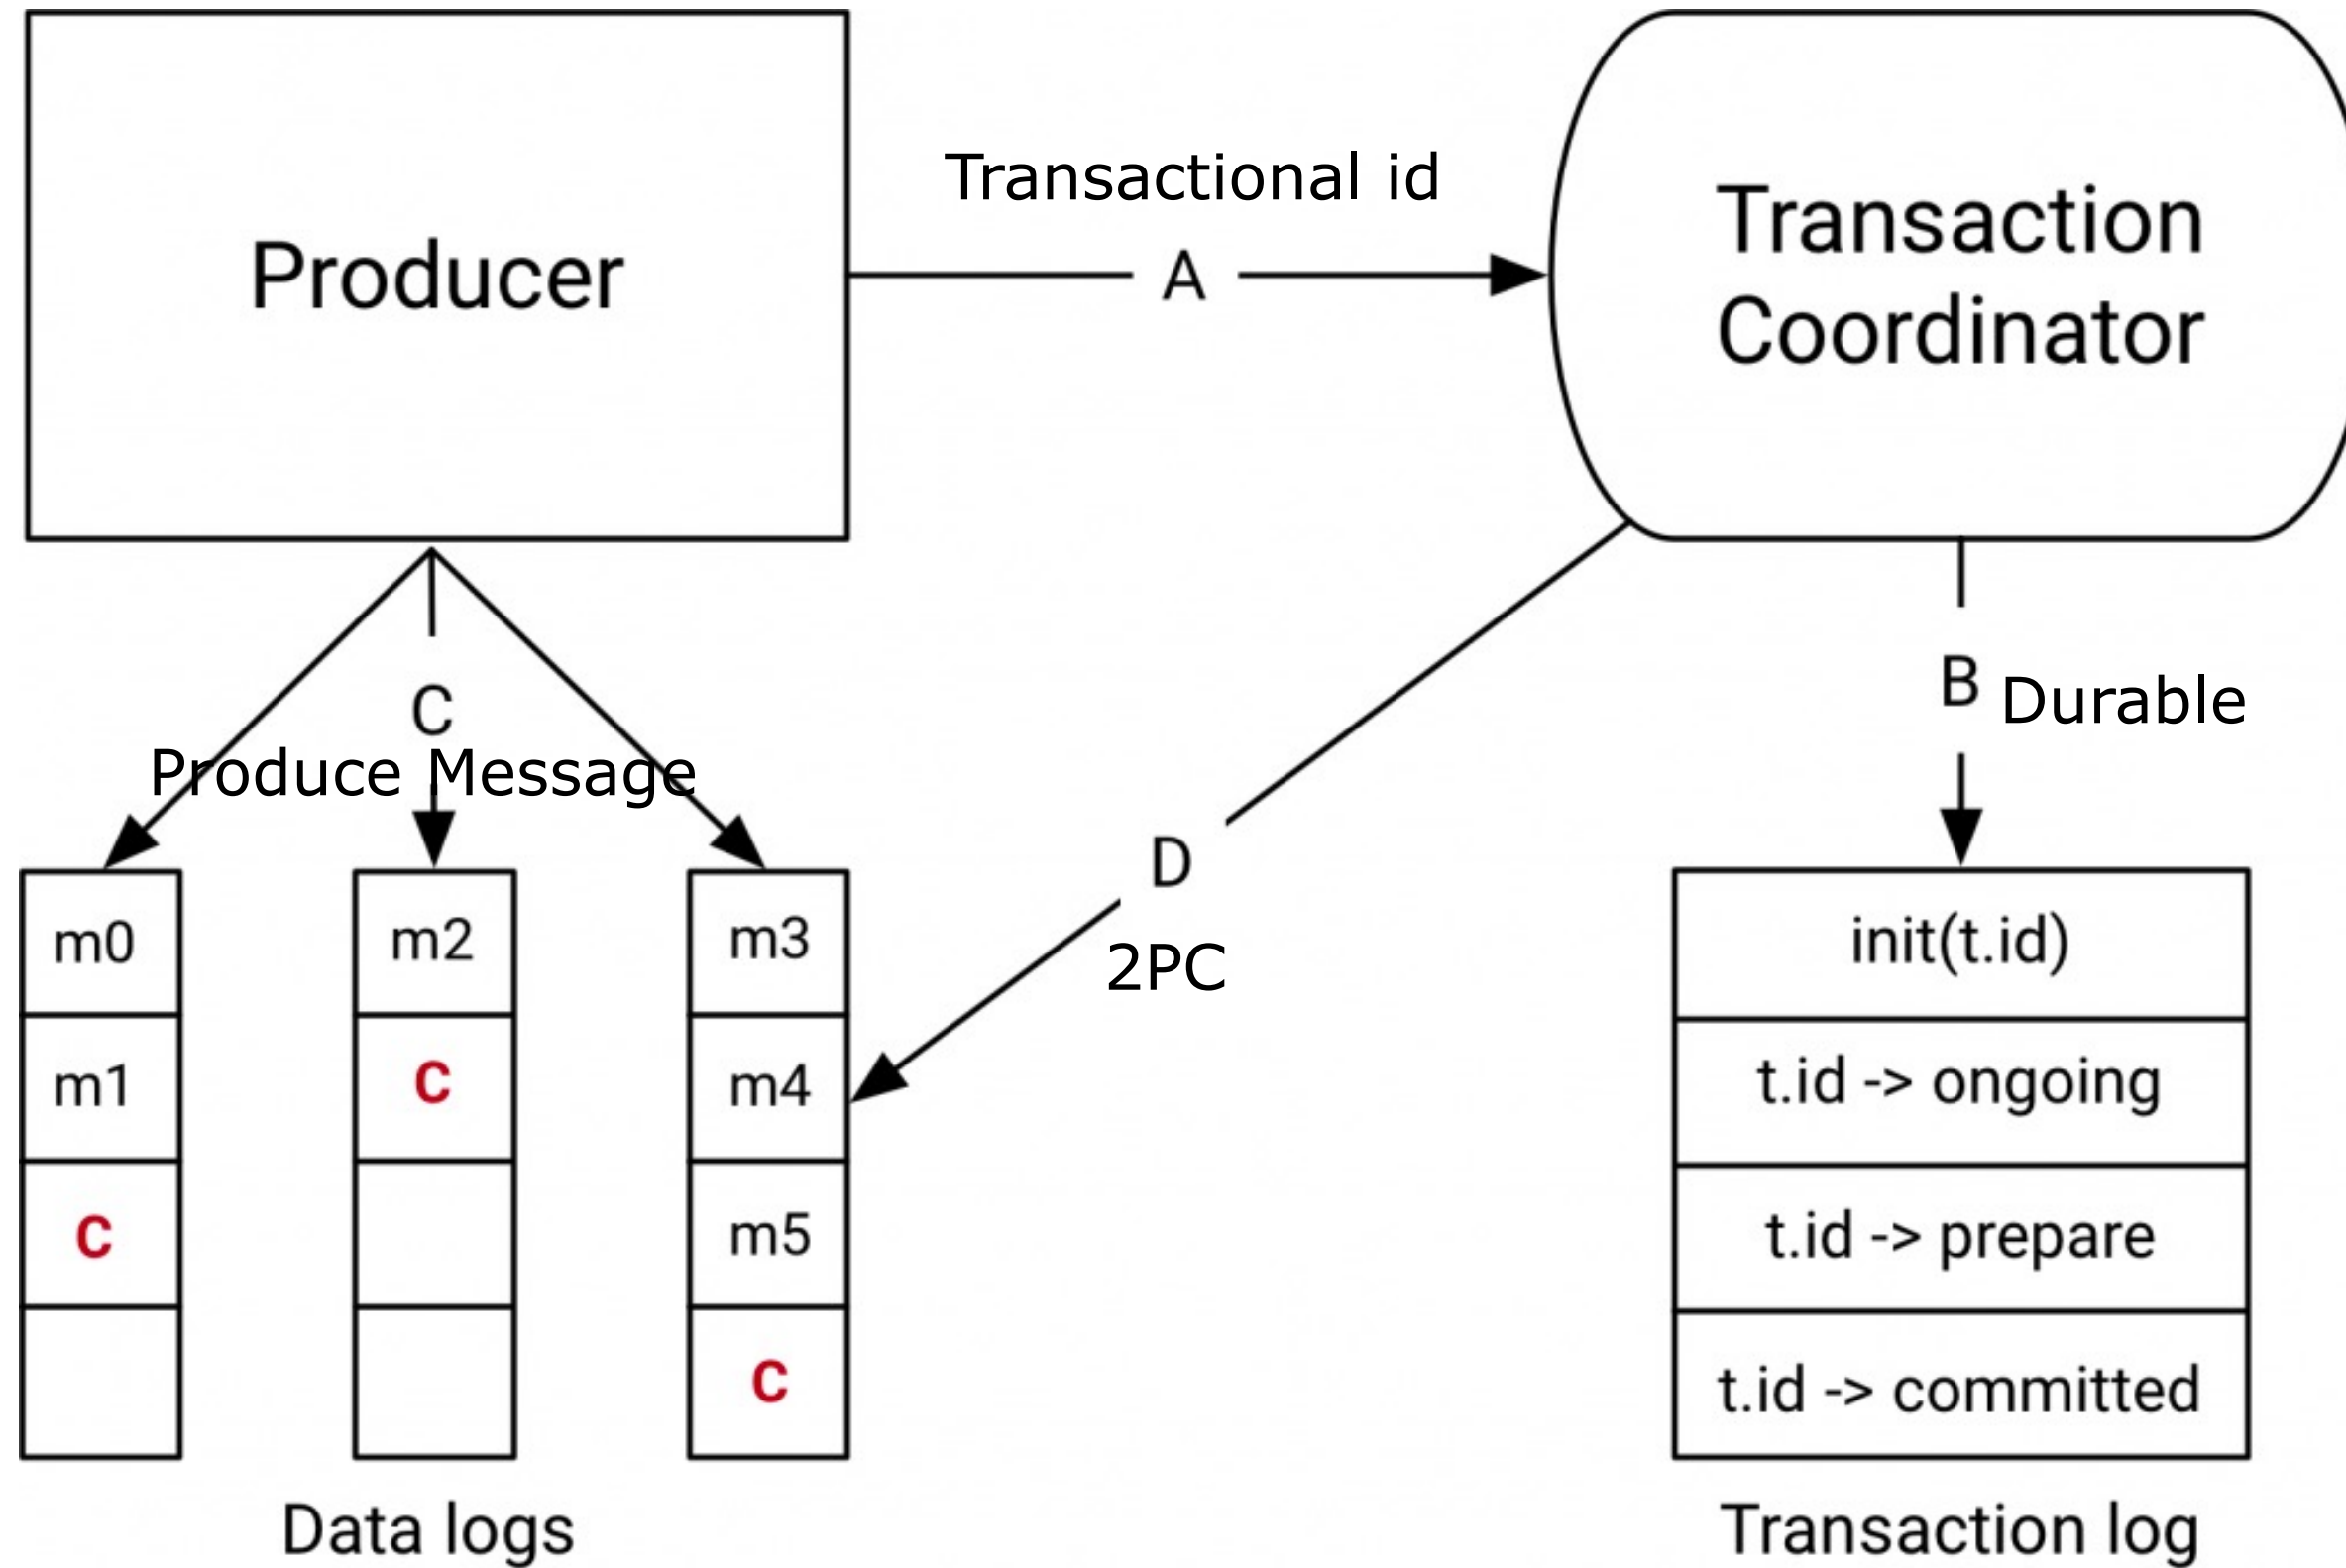 Producer
Transactional id
A
Transaction
Coordinator
C
Produce Message
B
Durable
D
2PC
m0
m1
C
m2
C
m3
m4
m5
C
Data logs
init(t.id)
t.id -> ongoing
t.id -> prepare
t.id -> committed
Transaction log